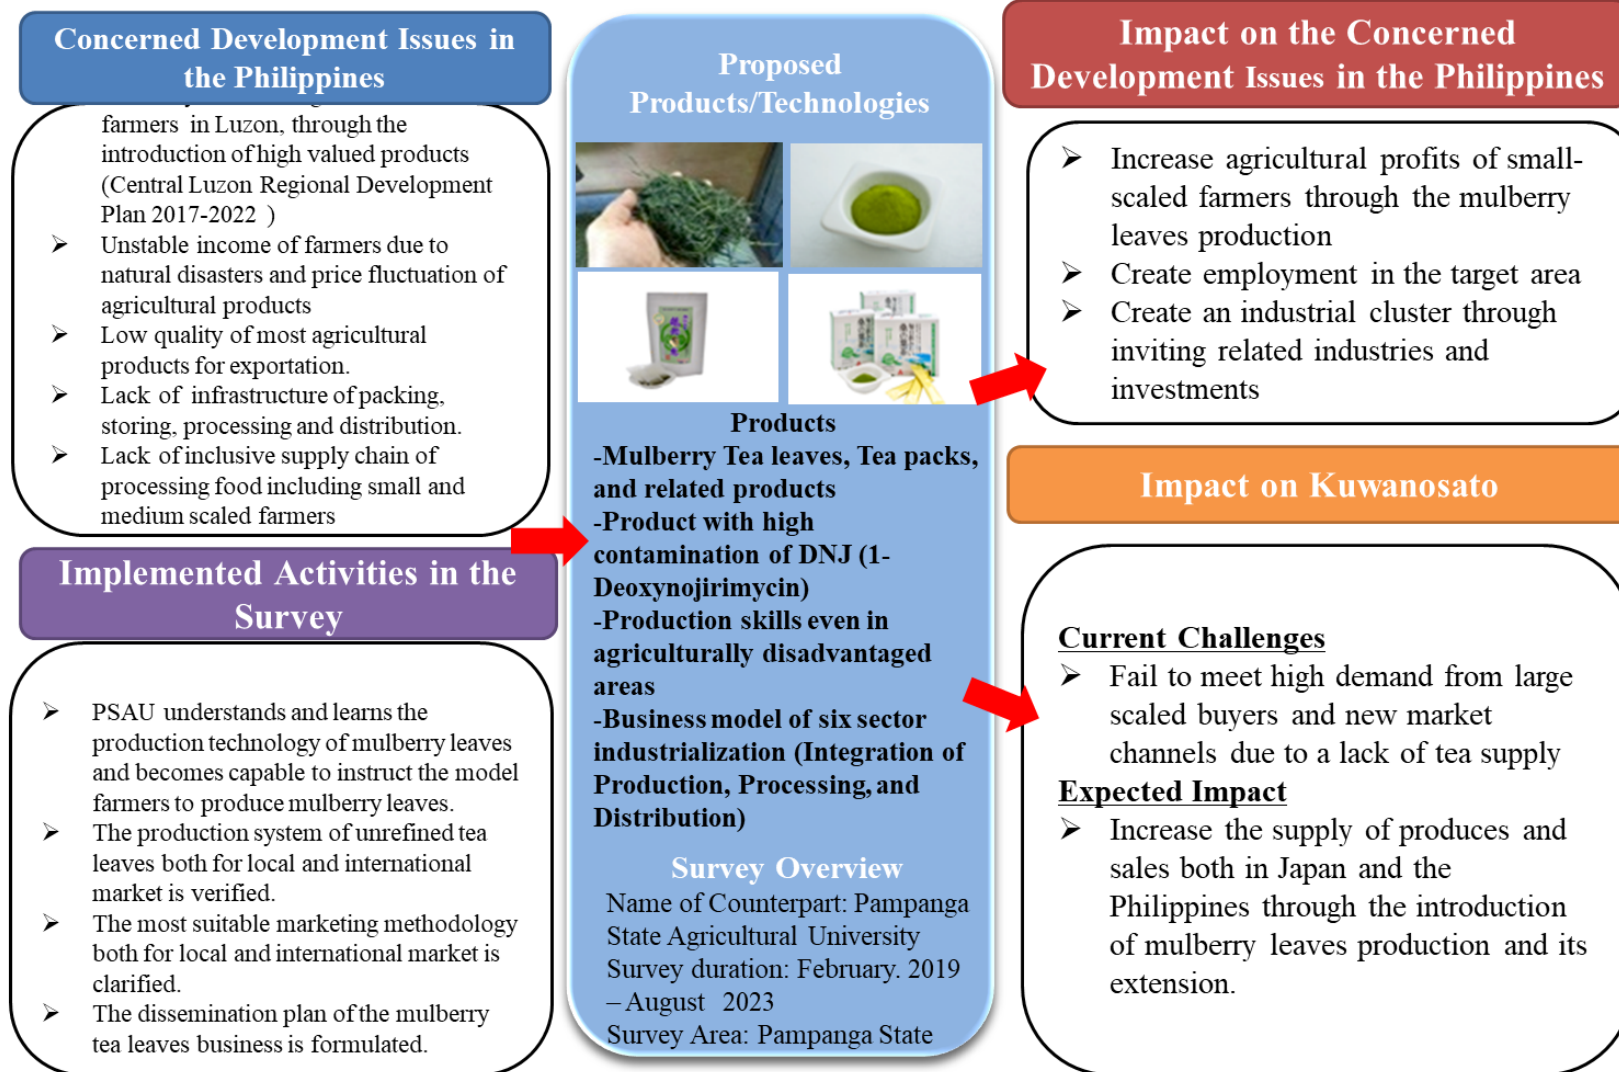 Concerned Development Issues in
the Philippines
farmers in Luzon, through the
introduction of high valued products
(Central Luzon Regional Development
Plan 2017-2022 )
➢ Unstable income of farmers due to
natural disasters and price fluctuation of
agricultural products
➢ Low quality of most agricultural
products for exportation.
➢ Lack of infrastructure of packing,
storing, processing and distribution.
➢ Lack of inclusive supply chain of
processing food including small and
medium scaled farmers
Implemented Activities in the
Survey
➢ PSAU understands and learns the
production technology of mulberry leaves
and becomes capable to instruct the model
farmers to produce mulberry leaves.
➢ The production system of unrefined tea
leaves both for local and international
market is verified.
➢ The most suitable marketing methodology
both for local and international market is
clarified.
➢ The dissemination plan of the mulberry
tea leaves business is formulated.
Proposed
Products/Technologies
Products
-Mulberry Tea leaves, Tea packs,
and related products
-Product with high
contamination of DNJ (1-
Deoxynojirimycin)
-Production skills even in
agriculturally disadvantaged
areas
-Business model of six sector
industrialization (Integration of
Production, Processing, and
Distribution)
Survey Overview
Name of Counterpart: Pampanga
State Agricultural University
Survey duration: February. 2019
– August 2023
Survey Area: Pampanga State
Impact on the Concerned
Development Issues in the Philippines
➢ Increase agricultural profits of small-
scaled farmers through the mulberry
leaves production
➢ Create employment in the target area
➢ Create an industrial cluster through
inviting related industries and
investments
Impact on Kuwanosato
Current Challenges
➢ Fail to meet high demand from large
scaled buyers and new market
channels due to a lack of tea supply
Expected Impact
➢ Increase the supply of produces and
sales both in Japan and the
Philippines through the introduction
of mulberry leaves production and its
extension.